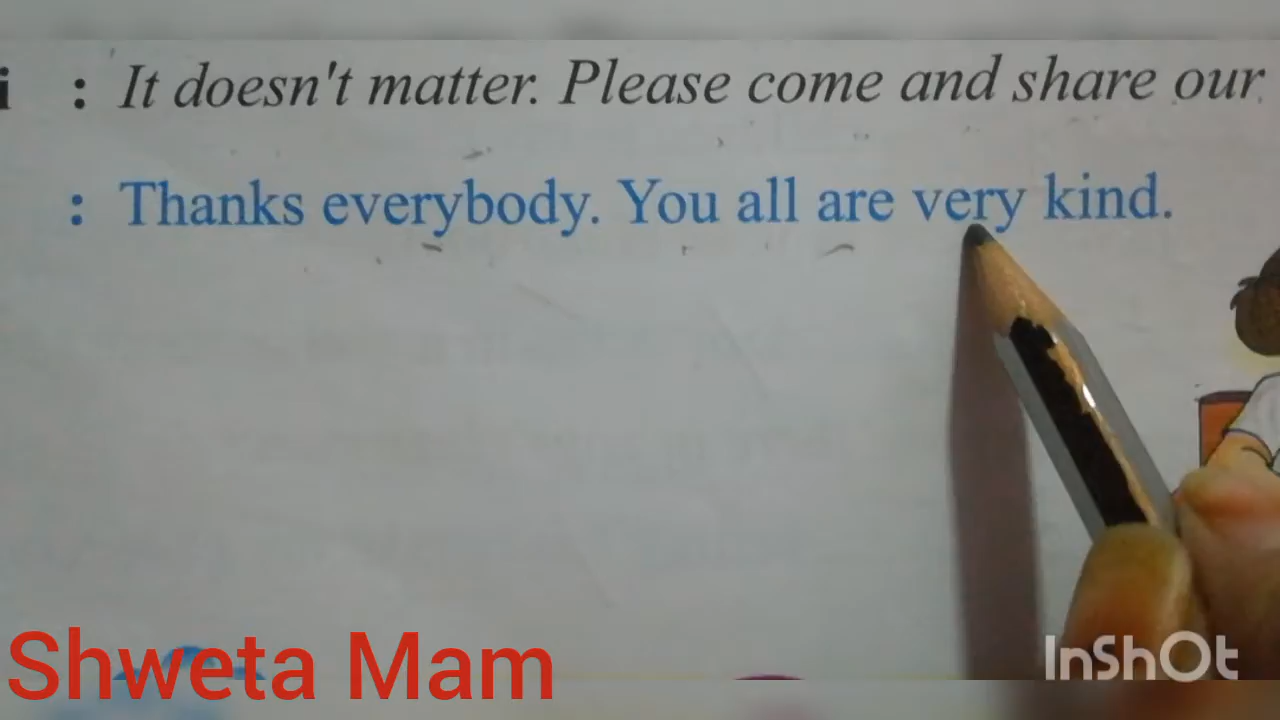 i : It doesn't matter. Please come and share our
: Thanks everybody. You all are very kind.
Shweta Mam
InShOt